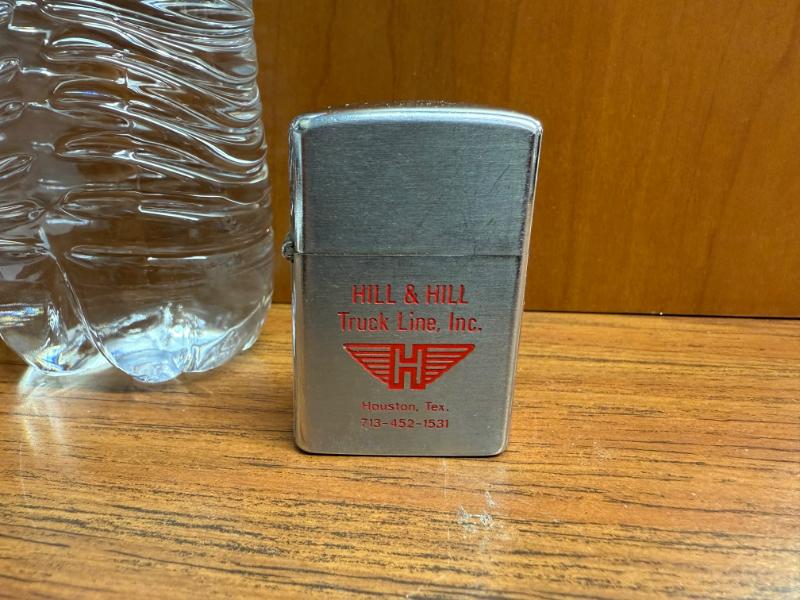 HILL & HILL
Truck Line, Inc.
H
Houston, Tex.
713-452-1531